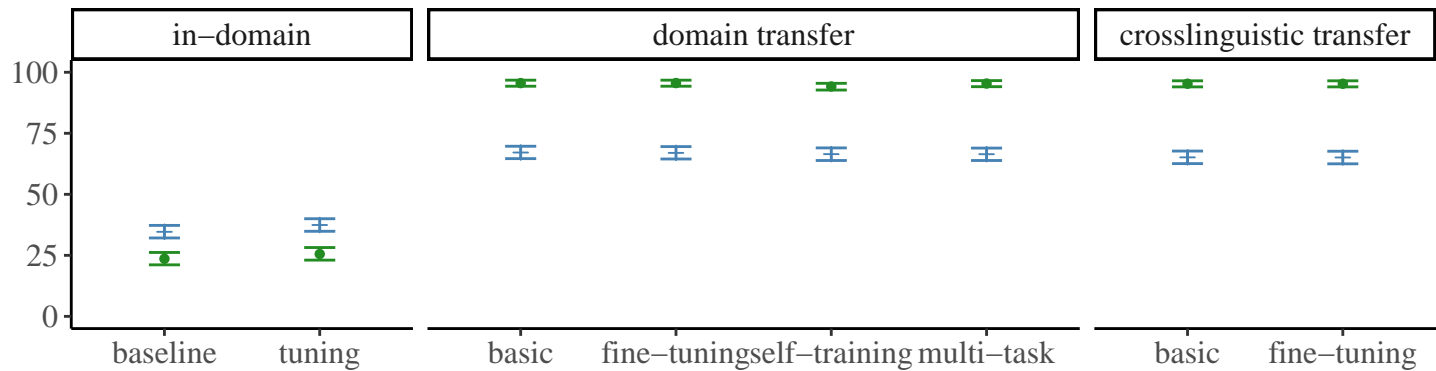 in−domain domain transfer crosslinguistic transfer
100
75
50
25
0
baseline tuning basic fine−tuning self−training multi−task basic fine−tuning